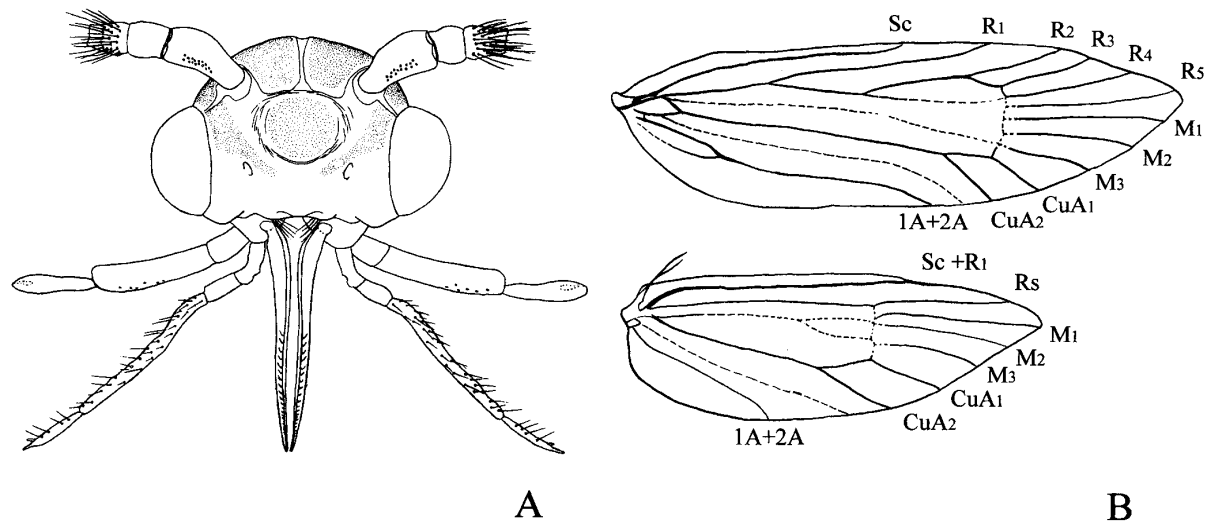 Sc R1 R2 R3 R4 R5
M1
M2
M3
CuA1
CuA2
1A+2A
Sc +R1
Rs
M1
M2
M3
CuA1
CuA2
1A+2A
A B